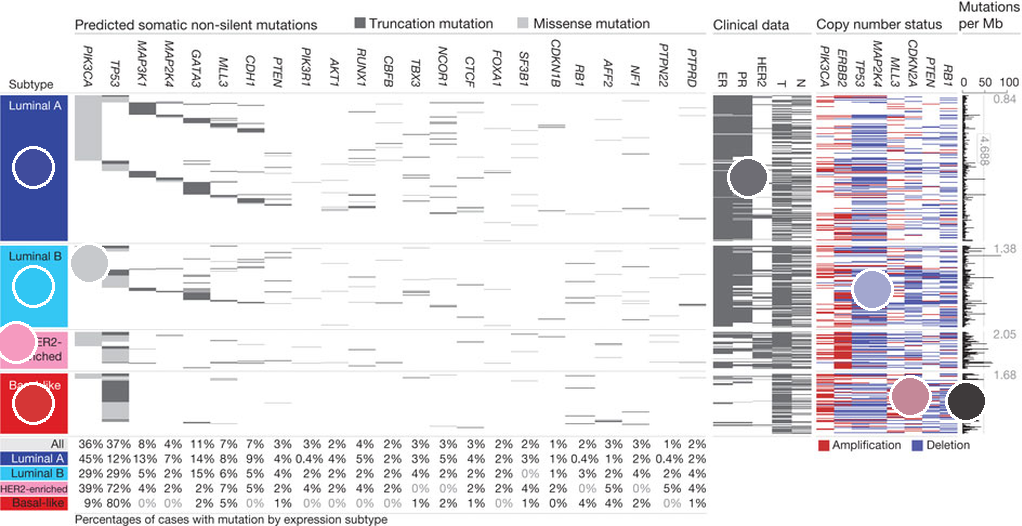 Predicted somatic non-silent mutations Truncation mutation Missense mutation Clinical data Copy number status Mutations per Mb
Subtype PIK3CA TP53 MAP3K1 MAP2K4 GATA3 MLL3 CDH1 PTEN PIK3R1 AKT1 RUNX1 CBFB TBX3 NCOR1 CTCF FOXA1 SF3B1 CDKN1B RB1 AFF2 NF1 PTPN22 PTPRD ER PR HER2 T N PIK3CA ERBB2 TP53 MAP2K4 MLL3 CDKN2A PTEN RB1 0 50 100
Luminal A 0.84
4.688
Luminal B 1.38
2.05
1.68
Amplification Deletion
All 36% 37% 8% 4% 11% 7% 7% 3% 3% 2% 4% 2% 3% 3% 3% 2% 2% 1% 2% 3% 3% 1% 2%
Luminal A 45% 12% 13% 7% 14% 8% 9% 4% 0.4% 4% 5% 2% 3% 5% 4% 2% 3% 1% 0.4% 1% 2% 0.4% 2%
Luminal B 29% 29% 5% 2% 15% 6% 5% 4% 2% 2% 4% 2% 4% 2% 2% 4% 0% 1% 3% 2% 4% 2% 4%
HER2-enriched 39% 72% 4% 2% 2% 7% 5% 2% 4% 2% 4% 2% 0% 0% 2% 2% 4% 2% 0% 5% 0% 5% 4%
Basal-like 9% 80% 0% 0% 2% 5% 0% 1% 0% 0% 0% 0% 1% 2% 1% 0% 1% 0% 4% 4% 2% 0% 1%
Percentages of cases with mutation by expression subtype